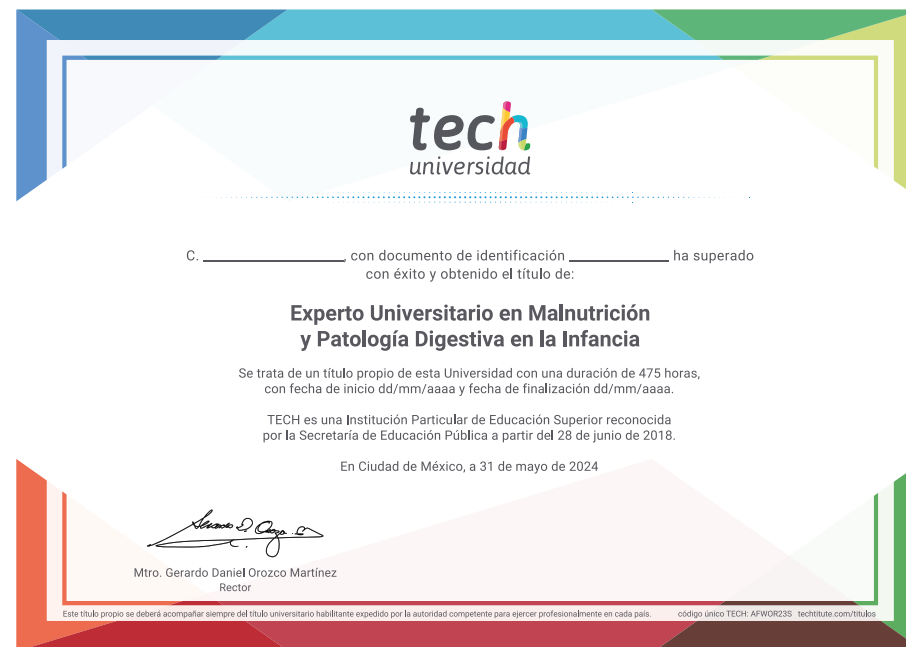 tech
universidad
C. ____________, con documento de identificación ____________ ha superado
con éxito y obtenido el título de:
Experto Universitario en Malnutrición
y Patología Digestiva en la Infancia
Se trata de un título propio de esta Universidad con una duración de 475 horas,
con fecha de inicio dd/mm/aaaa y fecha de finalización dd/mm/aaaa.
TECH es una Institución Particular de Educación Superior reconocida
por la Secretaría de Educación Pública a partir del 28 de junio de 2018.
En Ciudad de México, a 31 de mayo de 2024
Mtro. Gerardo Daniel Orozco Martínez
Rector
Este título propio se deberá acompañar siempre del título universitario habilitante expedido por la autoridad competente para ejercer profesionalmente en cada país. código único TECH: AFWOR23S techtitute.com/titulos